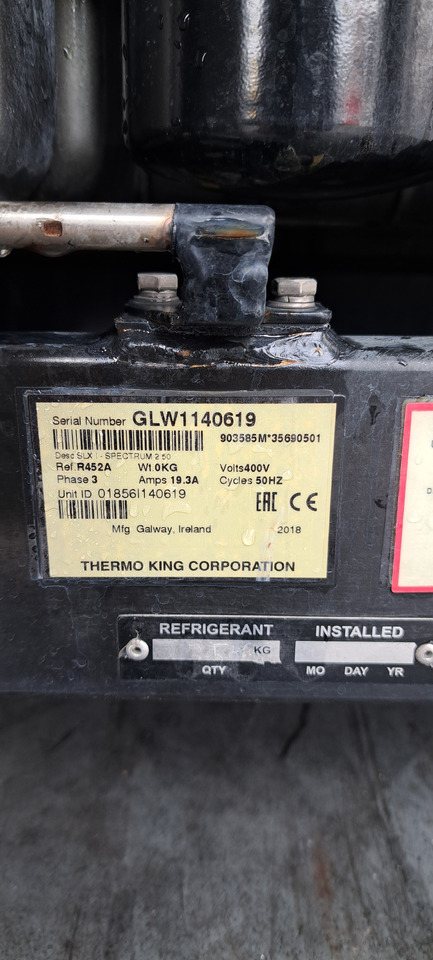 Serial Number GLW1140619
903585M*35690501
Desc SLX i - SPECTRUM 2 50
Ref.R452A Wt.0KG Volts400V
Phase 3 Amps 19.3A Cycles 50HZ
Unit ID 01856I140619
EAC CE
Mfg Galway, Ireland 2018
THERMO KING CORPORATION
REFRIGERANT INSTALLED
KG
QTY MO DAY YR